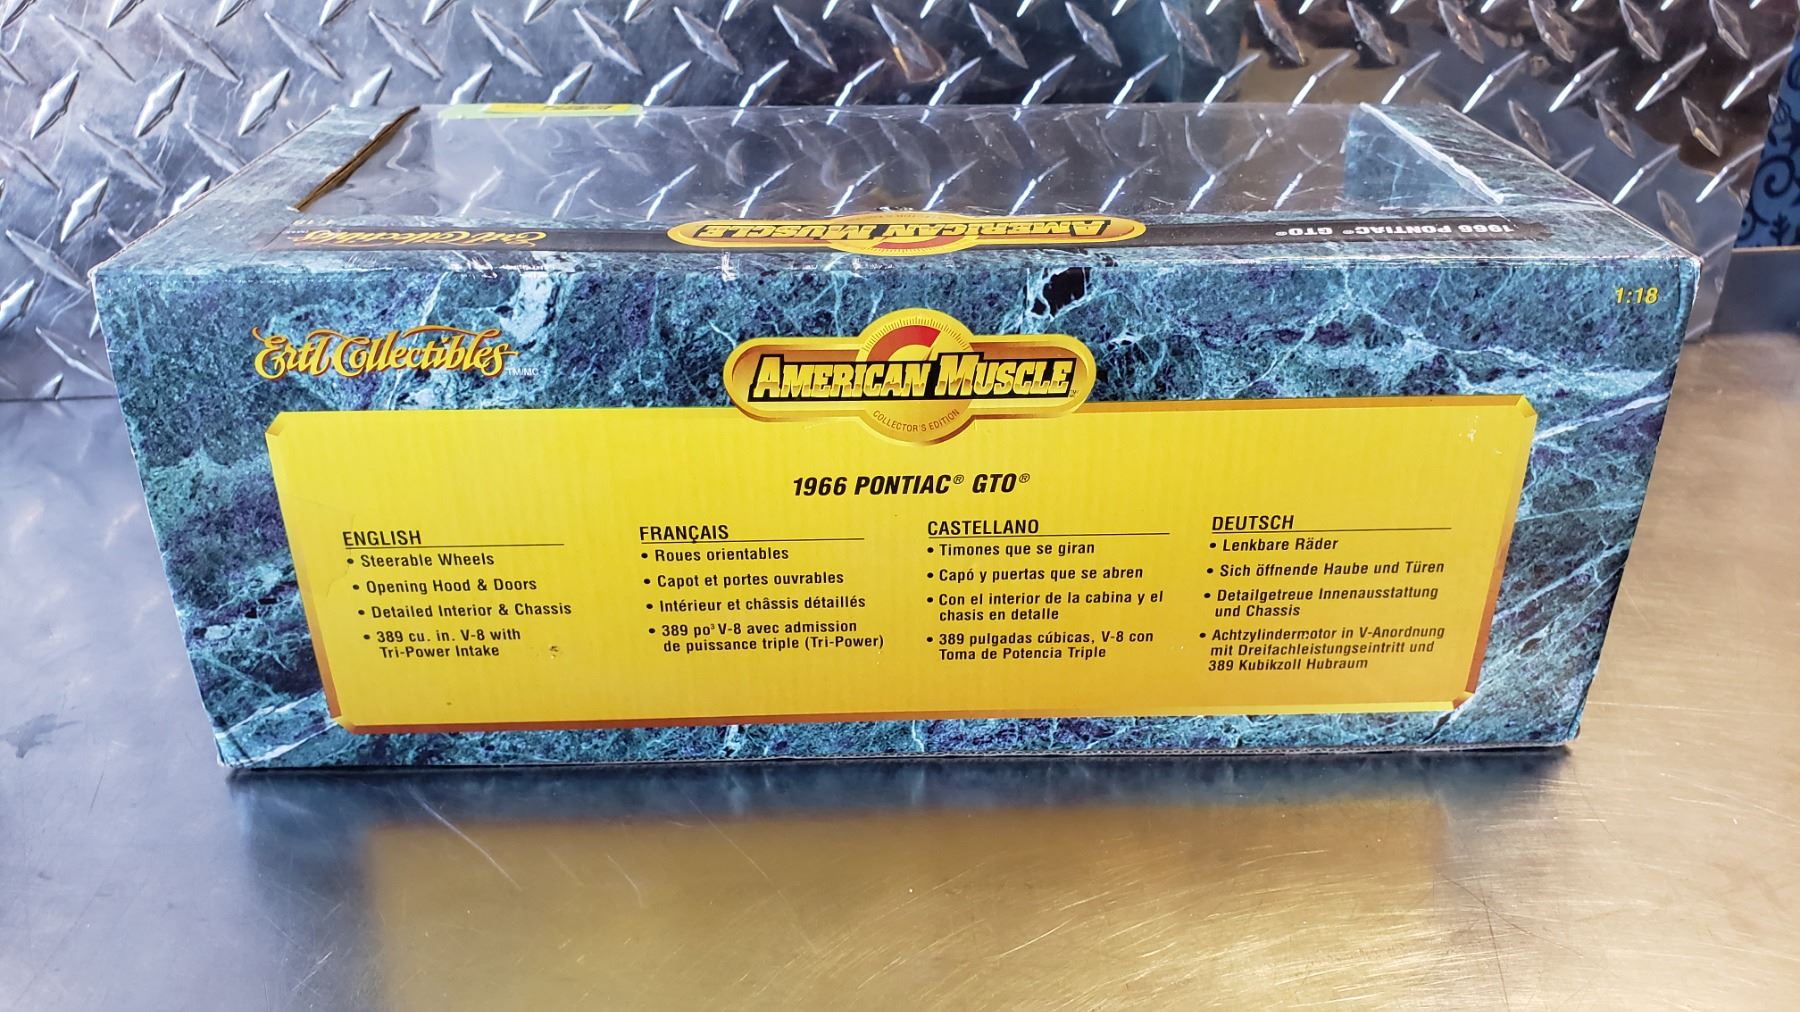 Ertl Collectibles
AMERICAN MUSCLE
1966 PONTIAC® GTO®
1:18
Ertl Collectibles TM/MC
AMERICAN MUSCLE™
COLLECTOR'S EDITION
1966 PONTIAC® GTO®
ENGLISH
• Steerable Wheels
• Opening Hood & Doors
• Detailed Interior & Chassis
• 389 cu. in. V-8 with
Tri-Power Intake
FRANÇAIS
• Roues orientables
• Capot et portes ouvrables
• Intérieur et châssis détaillés
• 389 po³ V-8 avec admission
de puissance triple (Tri-Power)
CASTELLANO
• Timones que se giran
• Capó y puertas que se abren
• Con el interior de la cabina y el
chasis en detalle
• 389 pulgadas cúbicas, V-8 con
Toma de Potencia Triple
DEUTSCH
• Lenkbare Räder
• Sich öffnende Haube und Türen
• Detailgetreue Innenausstattung
und Chassis
• Achtzylindermotor in V-Anordnung
mit Dreifachleistungseintritt und
389 Kubikzoll Hubraum